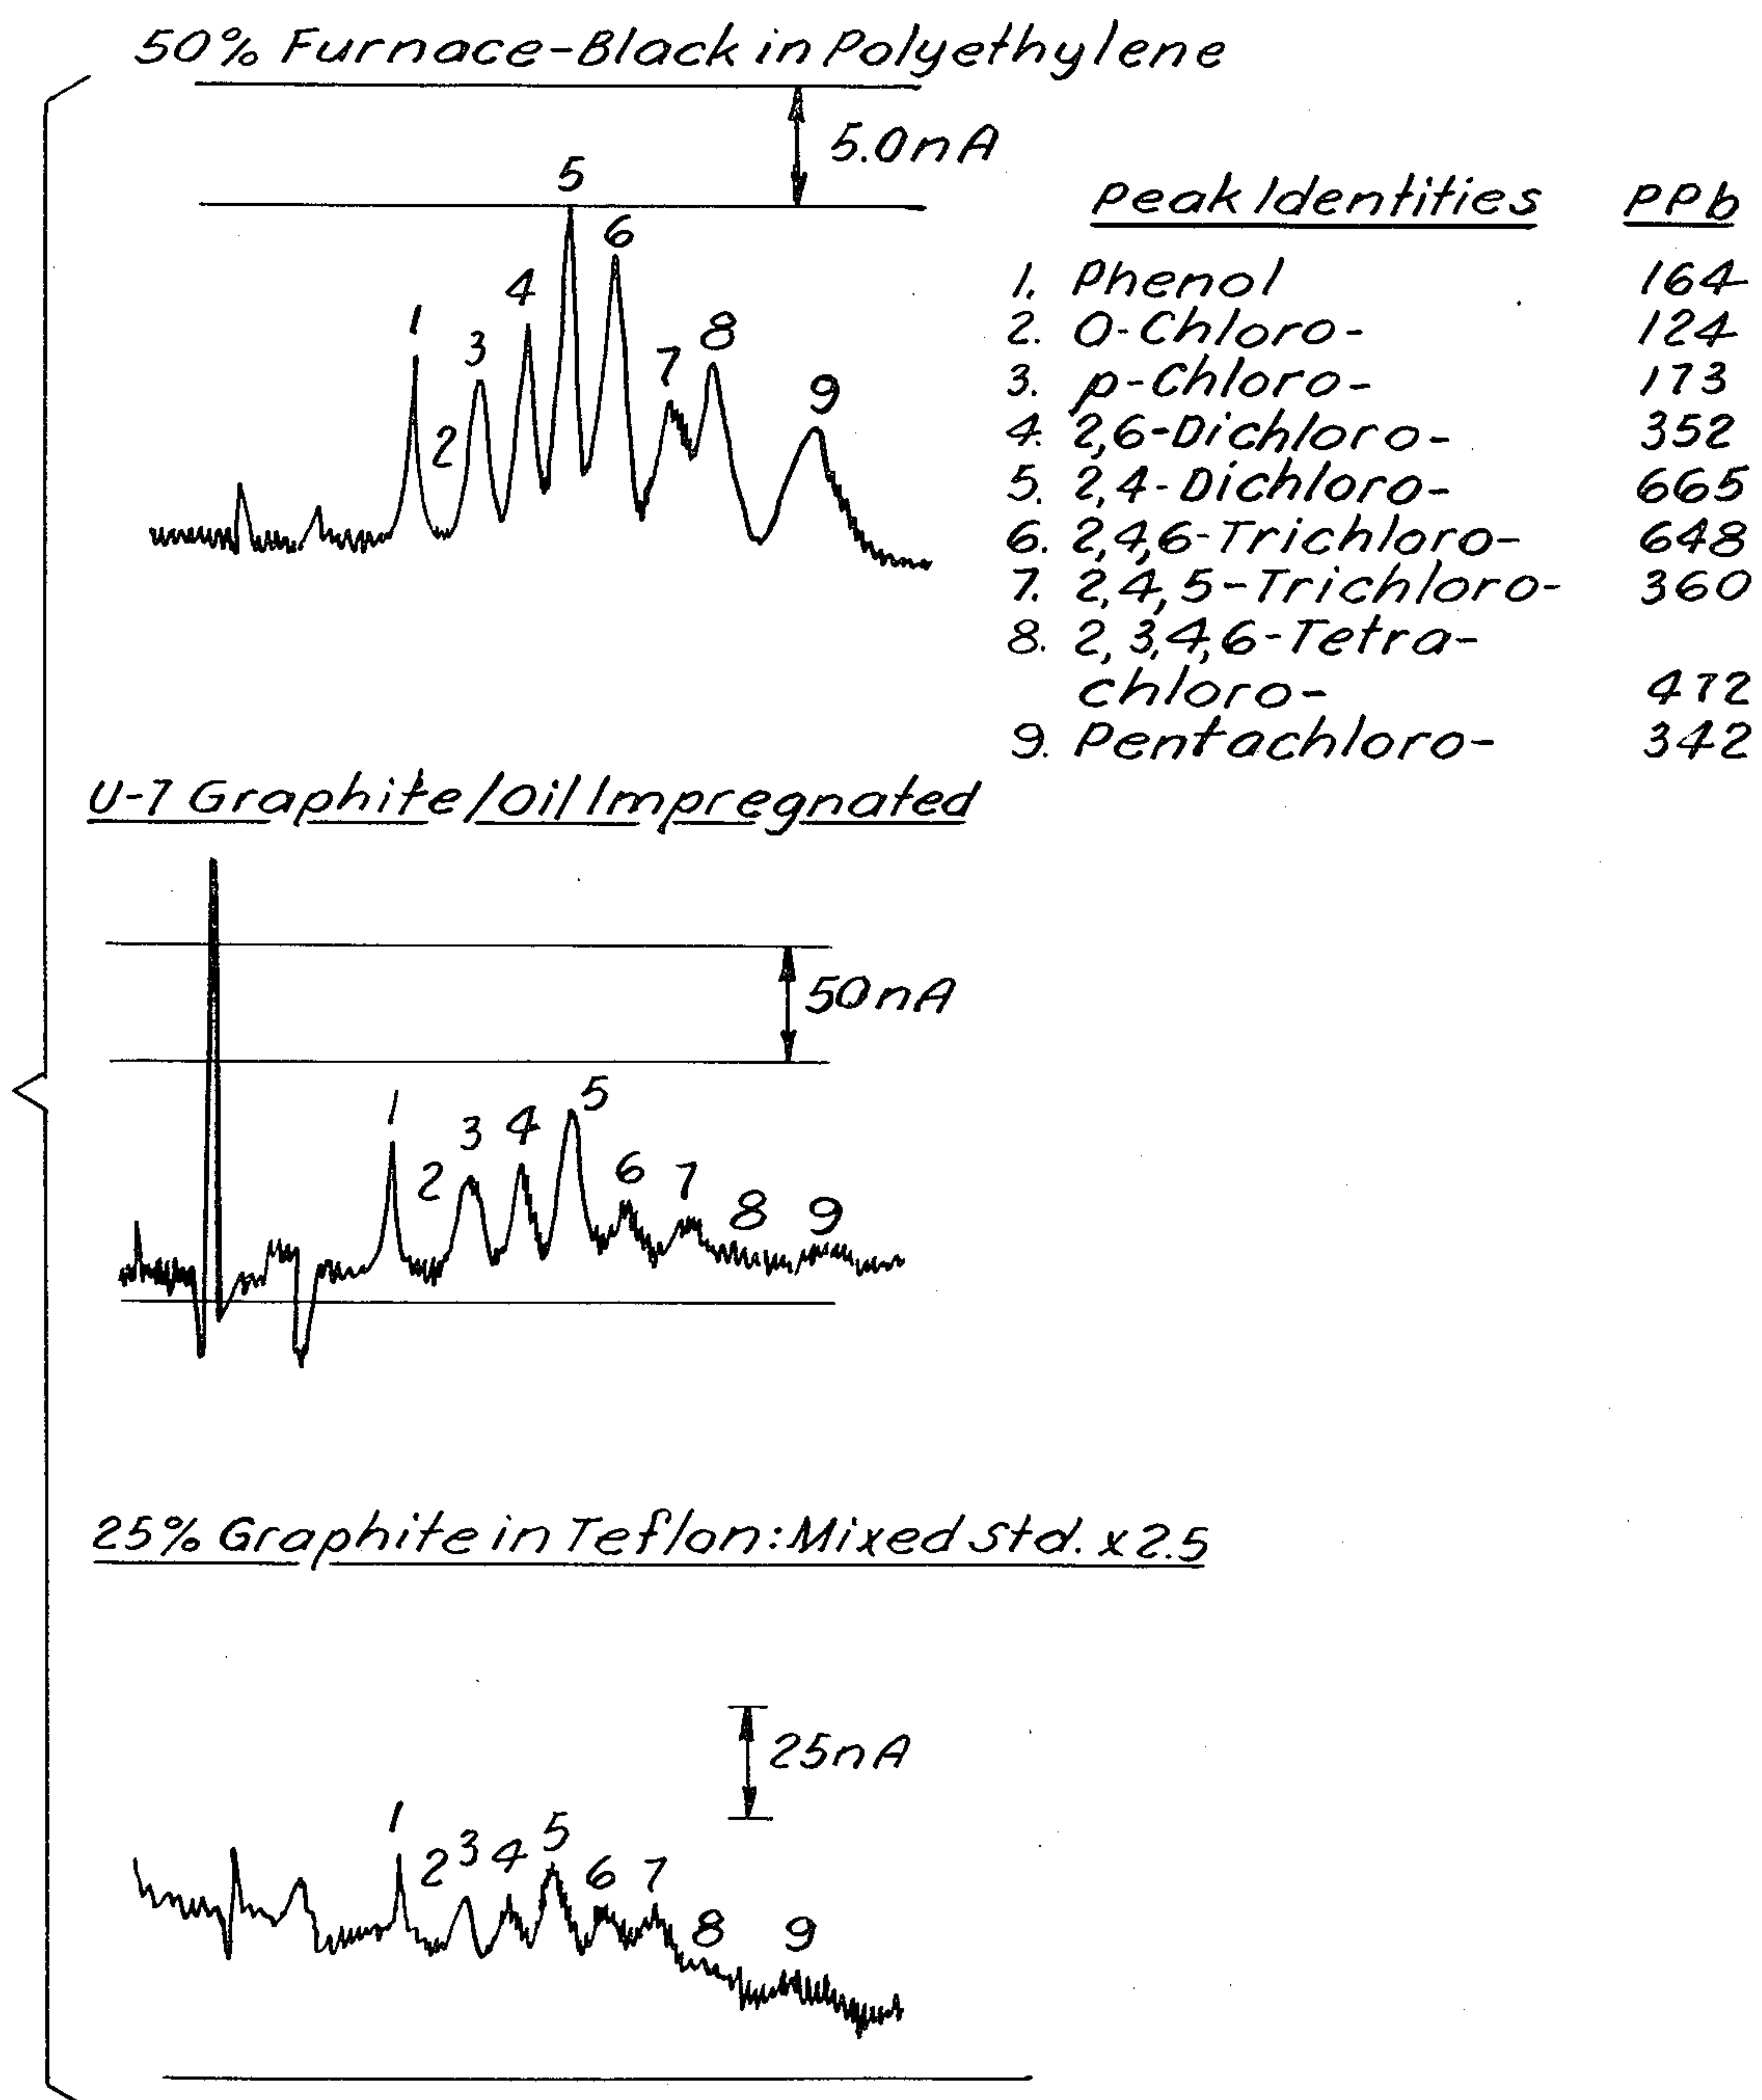 50% Furnace-Black in Polyethylene
5.0nA
5
6
4
1
3
8
7
9
2
Peak Identities PPb
1. Phenol 164
2. O-Chloro- 124
3. p-Chloro- 173
4. 2,6-Dichloro- 352
5. 2,4-Dichloro- 665
6. 2,4,6-Trichloro- 648
7. 2,4,5-Trichloro- 360
8. 2,3,4,6-Tetra-
chloro- 472
9. Pentachloro- 342
U-7 Graphite/Oil Impregnated
50nA
1
5
3
4
2
6
7
8
9
25% Graphite in Teflon: Mixed Std. x 2.5
25nA
1
2
3
4
5
6
7
8
9